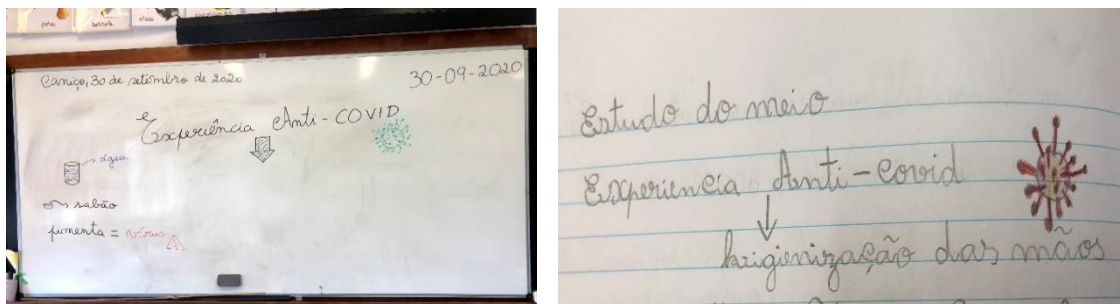 Caniço, 30 de setembro de 2020
30-09-2020
Experiência Anti-COVID
água
sabão
pimenta = vírus
Estudo do meio
Experiencia Anti-covid
higienização das mãos